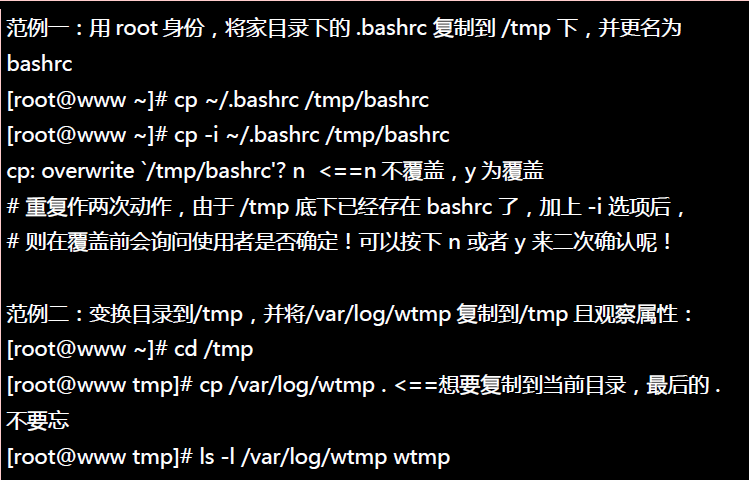 范例一：用 root 身份，将家目录下的 .bashrc 复制到 /tmp 下，并更名为
bashrc
[root@www ~]# cp ~/.bashrc /tmp/bashrc
[root@www ~]# cp -i ~/.bashrc /tmp/bashrc
cp: overwrite `/tmp/bashrc'? n  <==n 不覆盖，y 为覆盖
# 重复作两次动作，由于 /tmp 底下已经存在 bashrc 了，加上 -i 选项后，
# 则在覆盖前会询问使用者是否确定！可以按下 n 或者 y 来二次确认呢！
范例二：变换目录到/tmp，并将/var/log/wtmp 复制到/tmp 且观察属性：
[root@www ~]# cd /tmp
[root@www tmp]# cp /var/log/wtmp . <==想要复制到当前目录，最后的 .
不要忘
[root@www tmp]# ls -l /var/log/wtmp wtmp